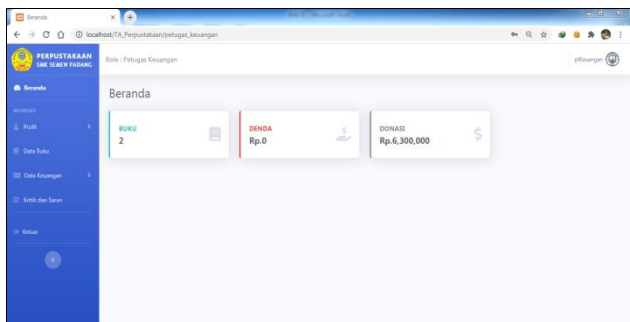 Beranda
localhost/TA_Perpustakaan/petugas_keuangan
PERPUSTAKAAN
SMK SEMEN PADANG
Role : Petugas Keuangan
ptKeuangan
Beranda
Beranda
BUKU
2
DENDA
Rp.0
DONASI
Rp.6,300,000
Profil
Data Buku
Data Keuangan
Kritik dan Saran
Keluar